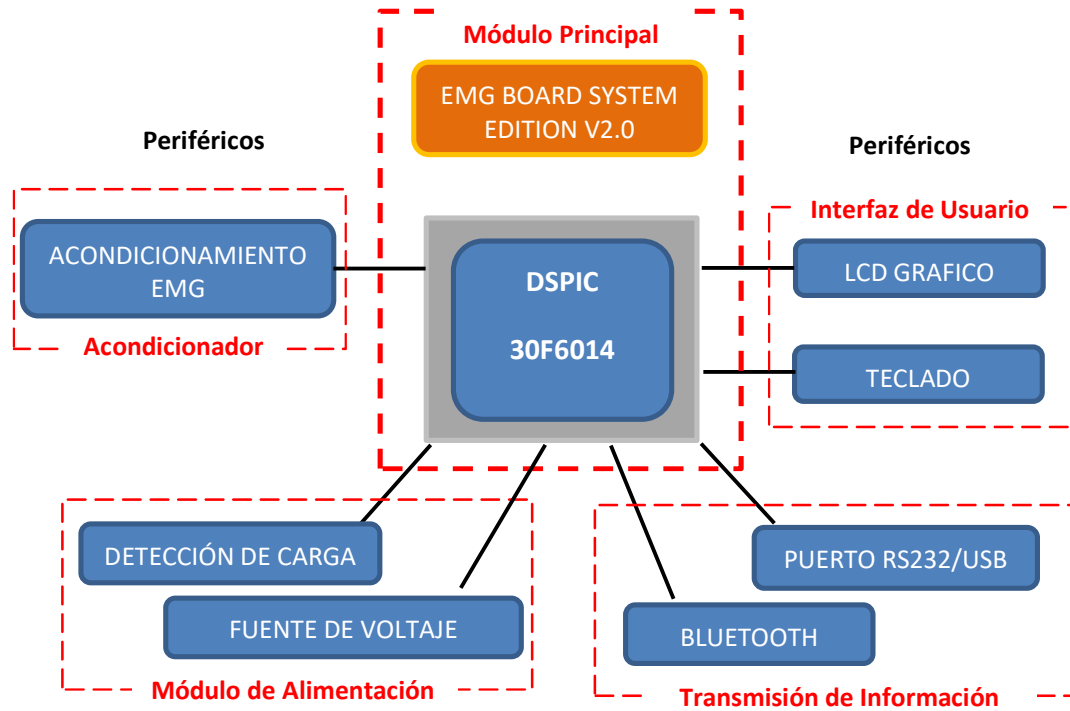 Módulo Principal
EMG BOARD SYSTEM
EDITION V2.0
Periféricos
Periféricos
ACONDICIONAMIENTO
EMG
Acondicionador
DSPIC
30F6014
Interfaz de Usuario
LCD GRAFICO
TECLADO
DETECCIÓN DE CARGA
FUENTE DE VOLTAJE
Módulo de Alimentación
PUERTO RS232/USB
BLUETOOTH
Transmisión de Información